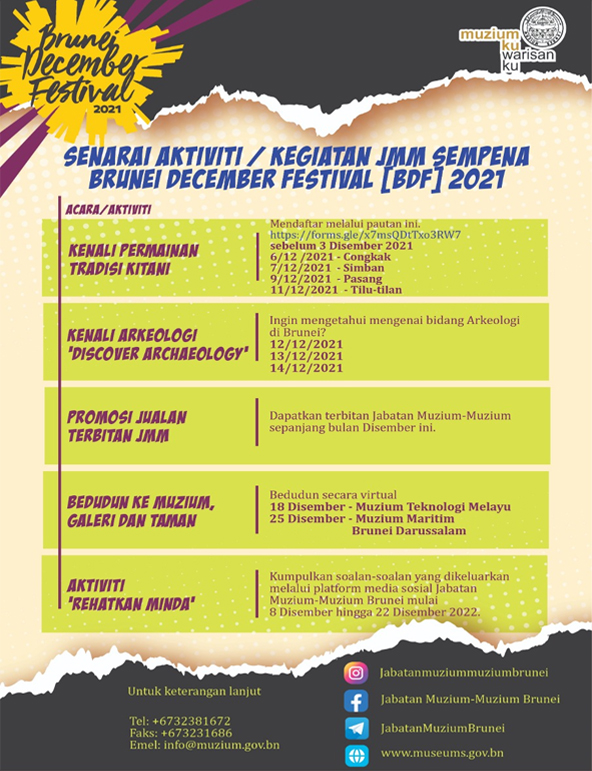 Brunei
December
Festival
2021
muzium
ku
warisan
ku
SENARAI AKTIVITI / KEGIATAN JMM SEMPENA
BRUNEI DECEMBER FESTIVAL [BDF] 2021
ACARA/AKTIVITI
KENALI PERMAINAN
TRADISI KITANI
Mendaftar melalui pautan ini.
https://forms.gle/x7msQDtTxo3RW7
sebelum 3 Disember 2021
6/12 /2021 - Congkak
7/12/2021 - Simban
9/12/2021 - Pasang
11/12/2021 - Tilu-tilan
KENALI ARKEOLOGI
'DISCOVER ARCHAEOLOGY'
Ingin mengetahui mengenai bidang Arkeologi
di Brunei?
12/12/2021
13/12/2021
14/12/2021
PROMOSI JUALAN
TERBITAN JMM
Dapatkan terbitan Jabatan Muzium-Muzium
sepanjang bulan Disember ini.
BEDUDUN KE MUZIUM,
GALERI DAN TAMAN
Bedudun secara virtual
18 Disember - Muzium Teknologi Melayu
25 Disember - Muzium Maritim
Brunei Darussalam
AKTIVITI
'REHATKAN MINDA'
Kumpulkan soalan-soalan yang dikeluarkan
melalui platform media sosial Jabatan
Muzium-Muzium Brunei mulai
8 Disember hingga 22 Disember 2022.
Untuk keterangan lanjut
Tel: +6732381672
Faks: +673231686
Emel: info@muzium.gov.bn
Jabatanmuziummuziumbrunei
Jabatan Muzium-Muzium Brunei
JabatanMuziumBrunei
www.museums.gov.bn